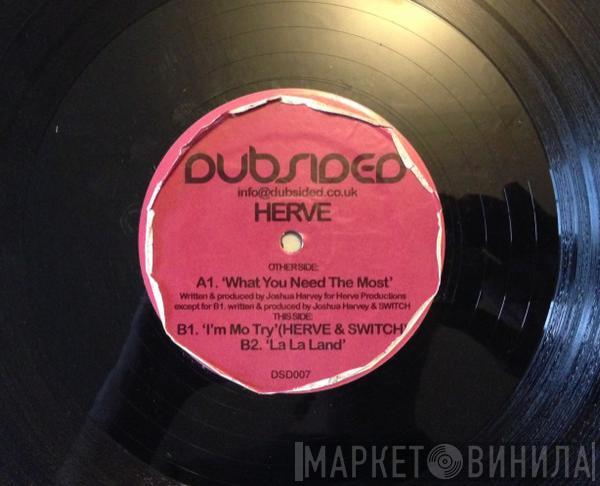 DUBSIDED
info@dubsided.co.uk
HERVE
OTHER SIDE:
A1. ‘What You Need The Most’
Written & produced by Joshua Harvey for Herve Productions
except for B1. written & produced by Joshua Harvey & SWITCH
THIS SIDE:
B1. ‘I'm Mo Try’(HERVE & SWITCH)
B2. ‘La La Land’
DSD007
МАРКЕТ ВИНИЛА